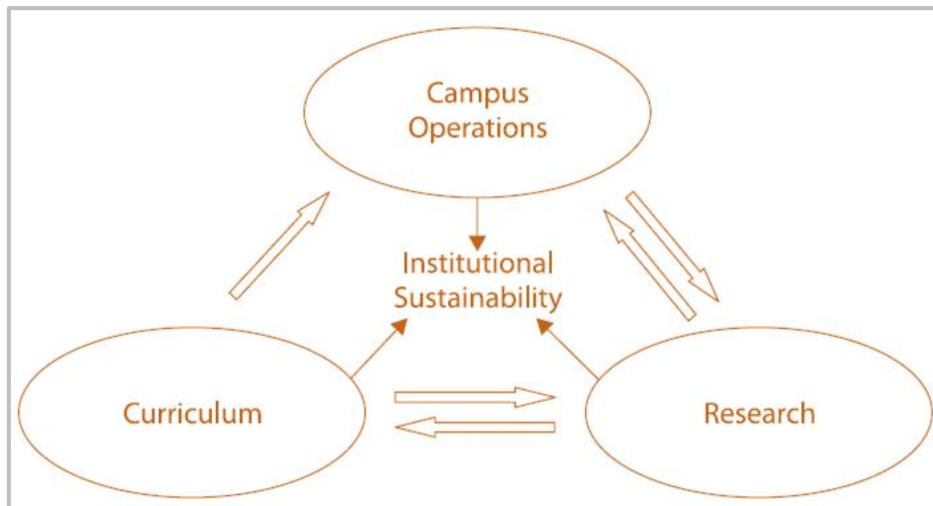 Campus
Operations
Institutional
Sustainability
Curriculum
Research